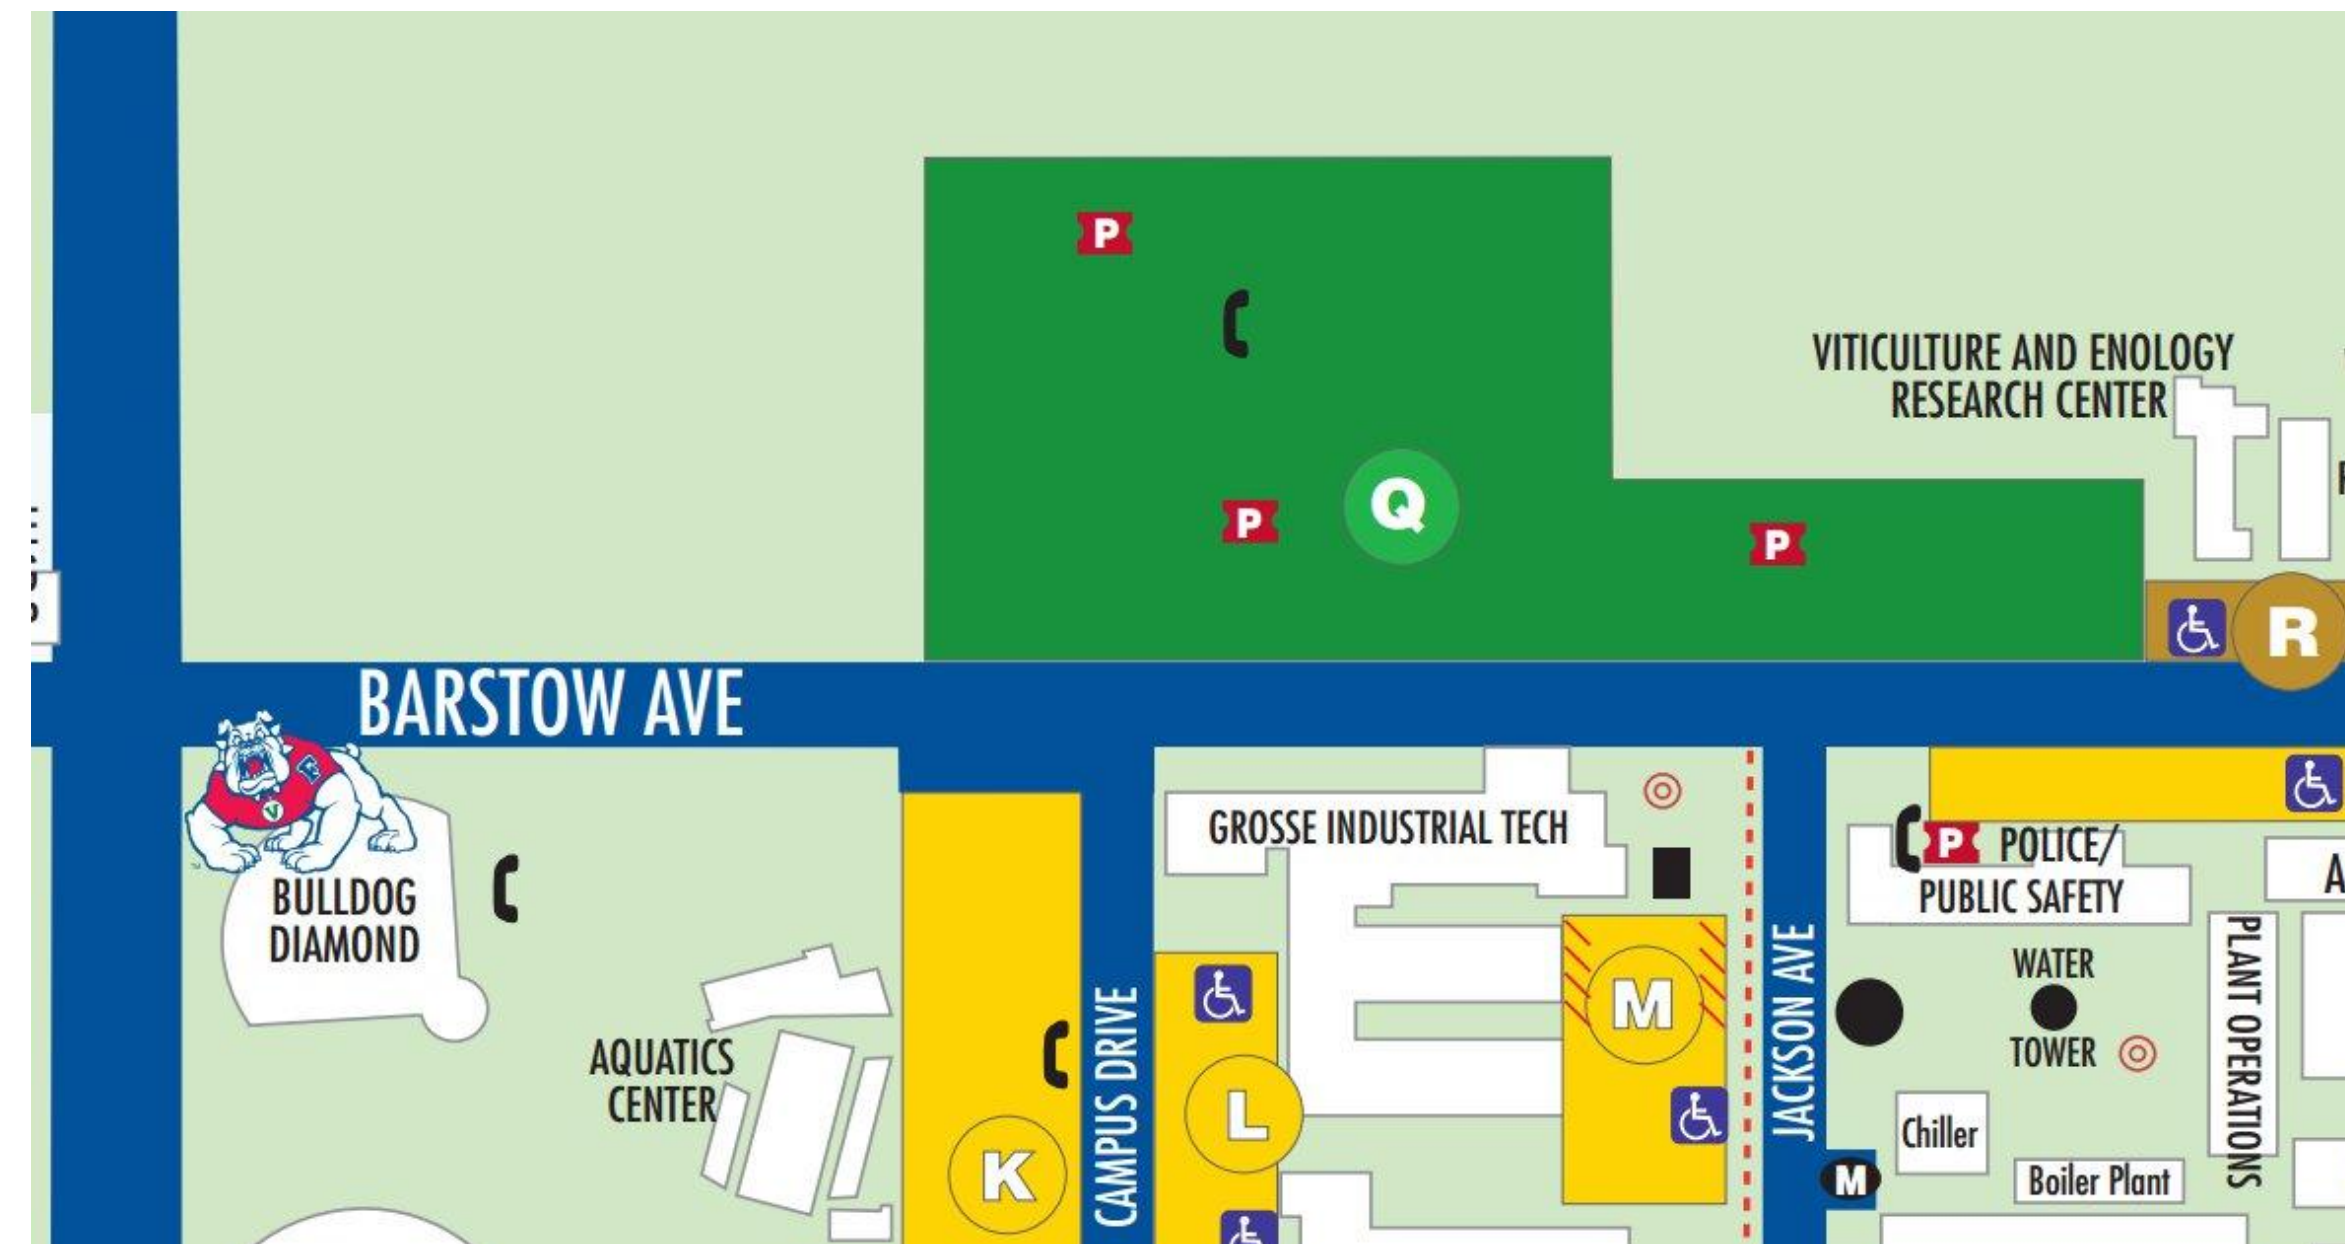 P
VITICULTURE AND ENOLOGY
RESEARCH CENTER
P
Q
P
R
BARSTOW AVE
GROSSE INDUSTRIAL TECH
P
POLICE/
PUBLIC SAFETY
BULLDOG
DIAMOND
AQUATICS
CENTER
K
CAMPUS DRIVE
L
M
JACKSON AVE
WATER
TOWER
PLANT OPERATIONS
Chiller
M
Boiler Plant
A
V